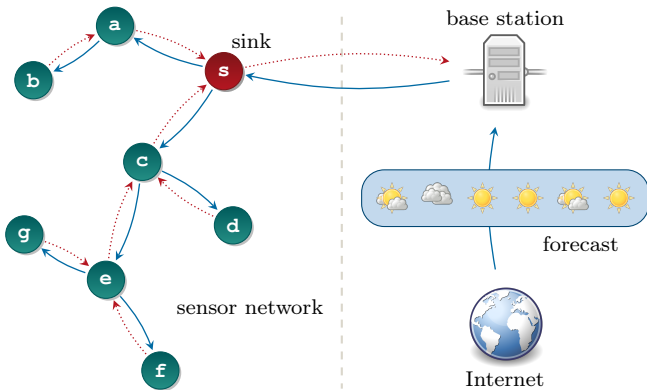 a
base station
sink
s
b
c
d
g
forecast
e
sensor network
f
Internet